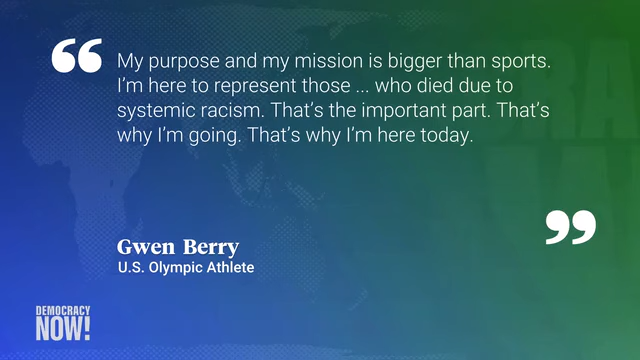 “
My purpose and my mission is bigger than sports.
I’m here to represent those ... who died due to
systemic racism. That’s the important part. That’s
why I’m going. That’s why I’m here today.
”
Gwen Berry
U.S. Olympic Athlete
DEMOCRACY
NOW!